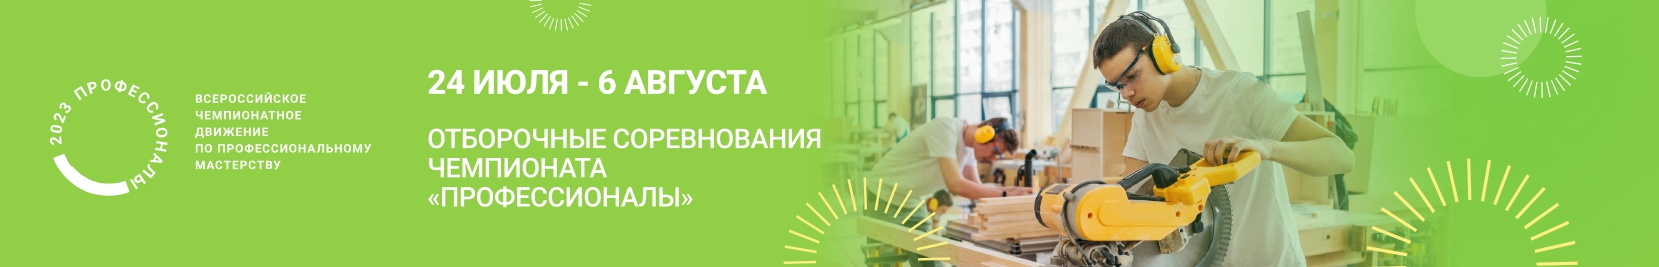 2023 ПРОФЕССИОНАЛЫ
ВСЕРОССИЙСКОЕ
ЧЕМПИОНАТНОЕ
ДВИЖЕНИЕ
ПО ПРОФЕССИОНАЛЬНОМУ
МАСТЕРСТВУ
24 ИЮЛЯ - 6 АВГУСТА
ОТБОРОЧНЫЕ СОРЕВНОВАНИЯ
ЧЕМПИОНАТА
«ПРОФЕССИОНАЛЫ»